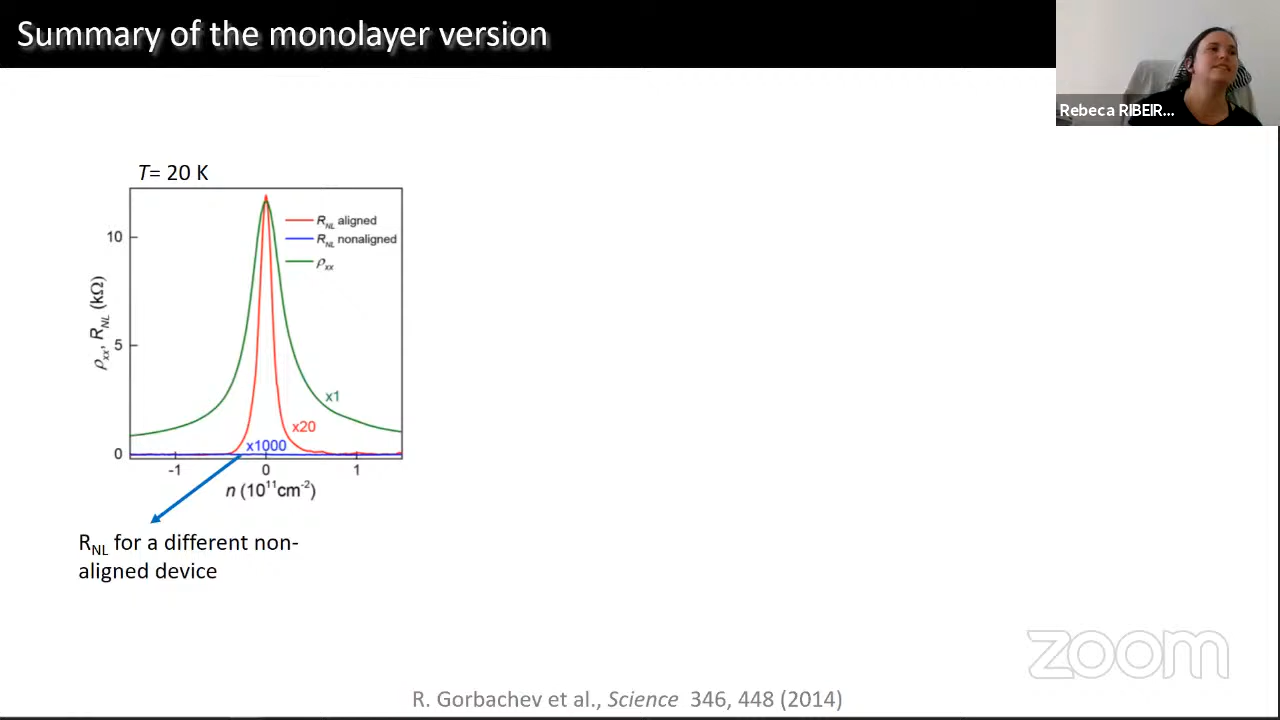 Summary of the monolayer version
Rebeca RIBEIR...
T= 20 K
R_NL aligned
R_NL nonaligned
ρ_xx
10
5
0
ρ_xx, R_NL (kΩ)
x1
x20
x1000
-1
0
1
n (10^11cm^-2)
R_NL for a different non-
aligned device
zoom
R. Gorbachev et al., Science 346, 448 (2014)